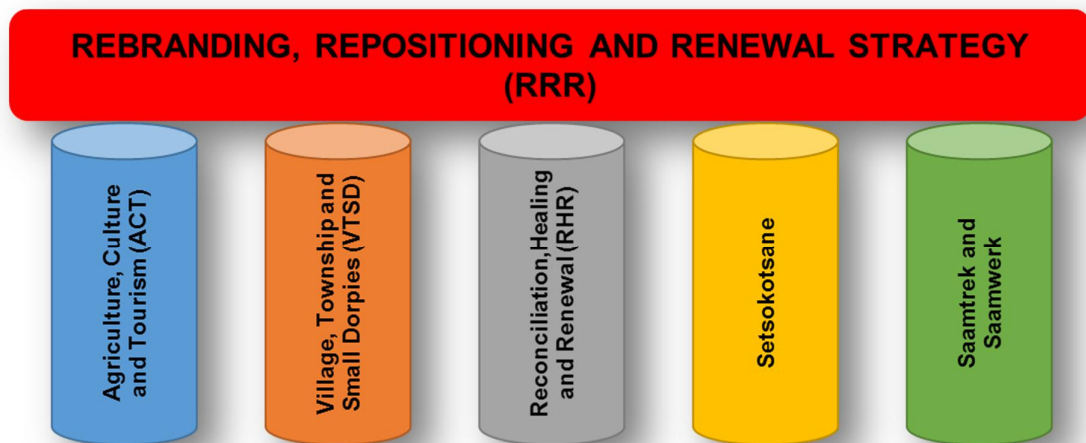 REBRANDING, REPOSITIONING AND RENEWAL STRATEGY
(RRR)
Agriculture, Culture
and Tourism (ACT)
Village, Township and
Small Dorpies (VTSD)
Reconciliation,Healing
and Renewal(RHR)
Setsokotsane
Saamtrek and
Saamwerk